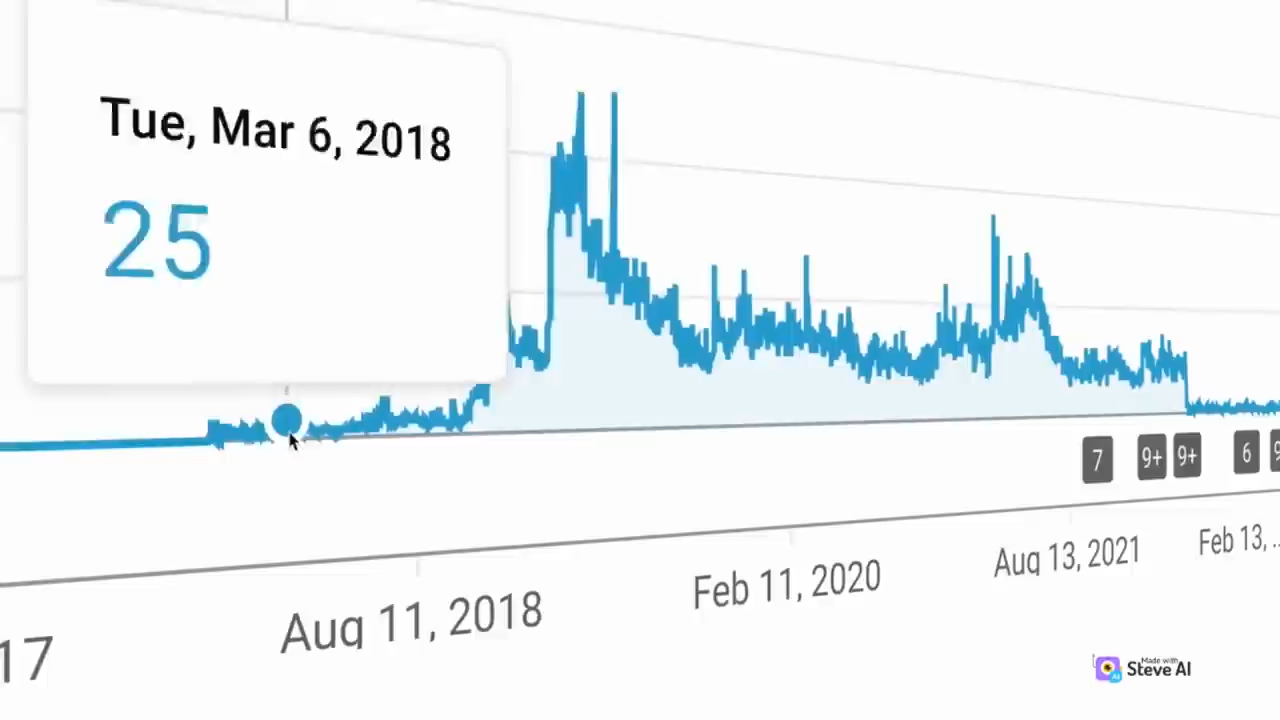 Tue, Mar 6, 2018
25
7
9+
9+
6
17
Aug 11, 2018
Feb 11, 2020
Aug 13, 2021
Feb 13, ..
Made with
Steve AI